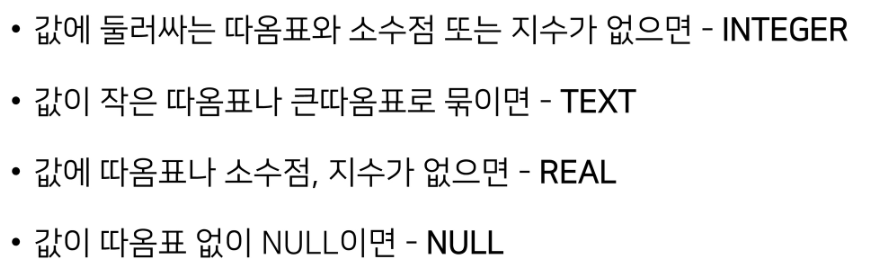 • 값에 둘러싸는 따옴표와 소수점 또는 지수가 없으면 - INTEGER
• 값이 작은 따옴표나 큰따옴표로 묶이면 - TEXT
• 값에 따옴표나 소수점, 지수가 없으면 - REAL
• 값이 따옴표 없이 NULL이면 - NULL